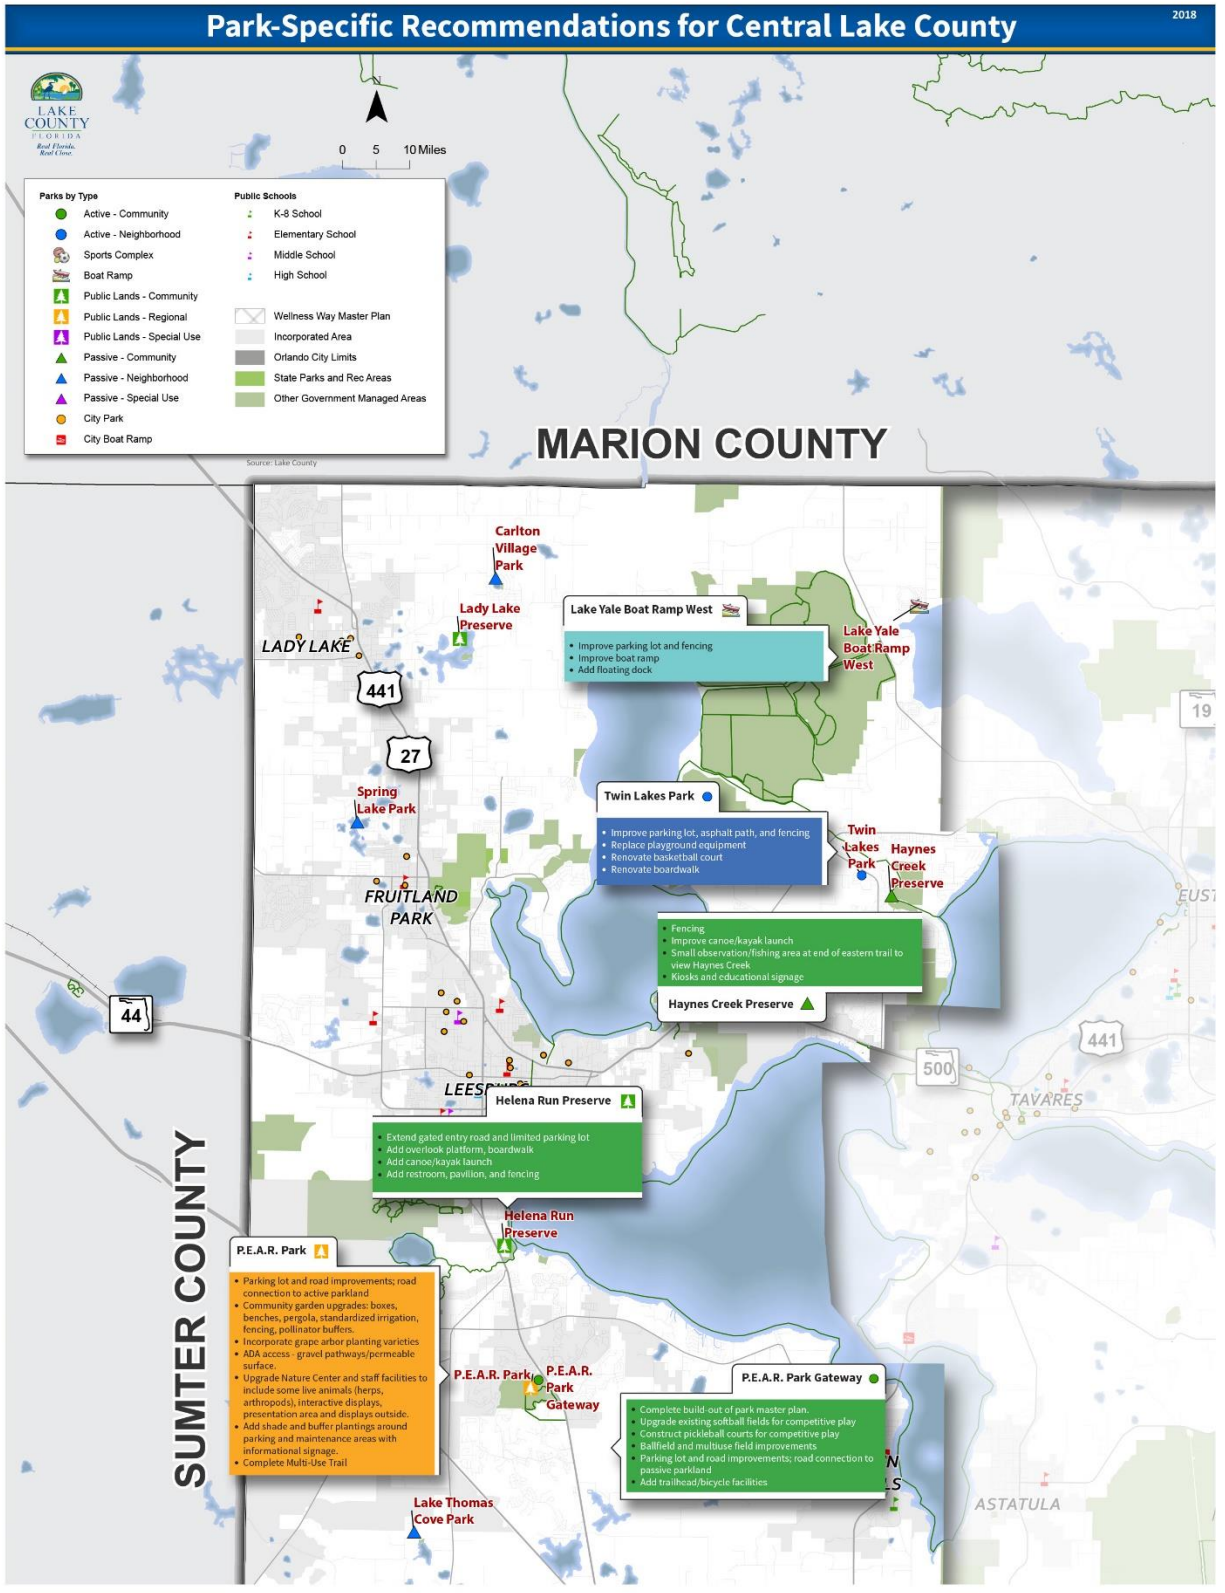 Park-Specific Recommendations for Central Lake County
2018
LAKE
COUNTY
FLORIDA
Real Florida.
Real Close.
N
0 5 10 Miles
Parks by Type
Active - Community
Active - Neighborhood
Sports Complex
Boat Ramp
Public Lands - Community
Public Lands - Regional
Public Lands - Special Use
Passive - Community
Passive - Neighborhood
Passive - Special Use
City Park
City Boat Ramp
Public Schools
K-8 School
Elementary School
Middle School
High School
Wellness Way Master Plan
Incorporated Area
Orlando City Limits
State Parks and Rec Areas
Other Government Managed Areas
Source: Lake County
MARION COUNTY
Carlton
Village
Park
Lady Lake
Preserve
LADY LAKE
441
27
Lake Yale Boat Ramp West
• Improve parking lot and fencing
• Improve boat ramp
• Add floating dock
Lake Yale
Boat Ramp
West
19
Spring
Lake Park
Twin Lakes Park
• Improve parking lot, asphalt path, and fencing
• Replace playground equipment
• Renovate basketball court
• Renovate boardwalk
Twin
Lakes
Park
Haynes
Creek
Preserve
FRUITLAND
PARK
EUST
• Fencing
• Improve canoe/kayak launch
• Small observation/fishing area at end of eastern trail to
view Haynes Creek
• Kiosks and educational signage
Haynes Creek Preserve
44
441
500
TAVARES
LEESBURG
Helena Run Preserve
• Extend gated entry road and limited parking lot
• Add overlook platform, boardwalk
• Add canoe/kayak launch
• Add restroom, pavilion, and fencing
Helena Run
Preserve
SUMTER COUNTY
P.E.A.R. Park
• Parking lot and road improvements; road
connection to active parkland
• Community garden upgrades: boxes,
benches, pergola, standardized irrigation,
fencing, pollinator buffers.
• Incorporate grape arbor planting varieties
• ADA access - gravel pathways/permeable
surface.
• Upgrade Nature Center and staff facilities to
include some live animals (herps,
arthropods), interactive displays,
presentation area and displays outside.
• Add shade and buffer plantings around
parking and maintenance areas with
informational signage.
• Complete Multi-Use Trail
P.E.A.R. Park
P.E.A.R.
Park
Gateway
P.E.A.R. Park Gateway
• Complete build-out of park master plan.
• Upgrade existing softball fields for competitive play
• Construct pickleball courts for competitive play
• Ballfield and multiuse field improvements
• Parking lot and road improvements; road connection to
passive parkland
• Add trailhead/bicycle facilities
N
LS
ASTATULA
Lake Thomas
Cove Park